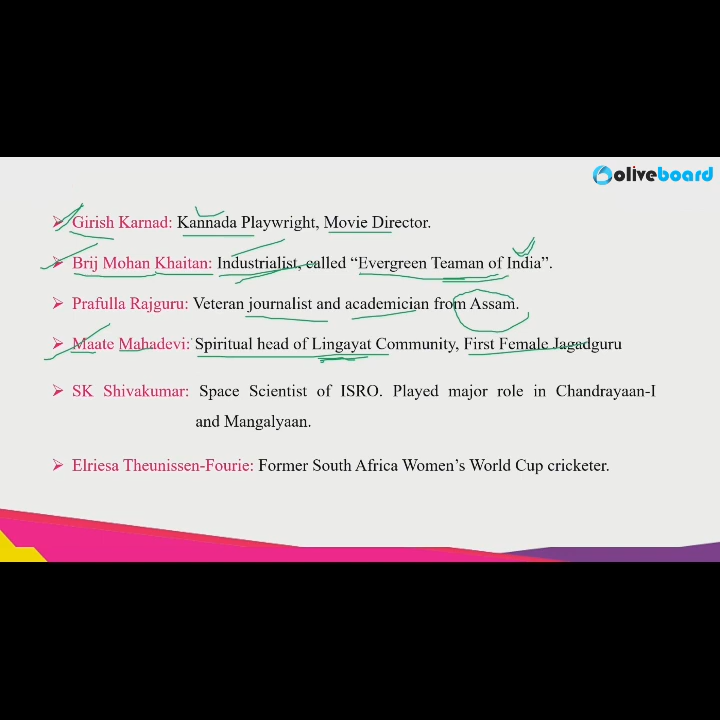 oliveboard
➢ Girish Karnad: Kannada Playwright, Movie Director.
➢ Brij Mohan Khaitan: Industrialist, called “Evergreen Teaman of India”.
➢ Prafulla Rajguru: Veteran journalist and academician from Assam.
➢ Maate Mahadevi: Spiritual head of Lingayat Community, First Female Jagadguru
➢ SK Shivakumar: Space Scientist of ISRO. Played major role in Chandrayaan-I
and Mangalyaan.
➢ Elriesa Theunissen-Fourie: Former South Africa Women’s World Cup cricketer.